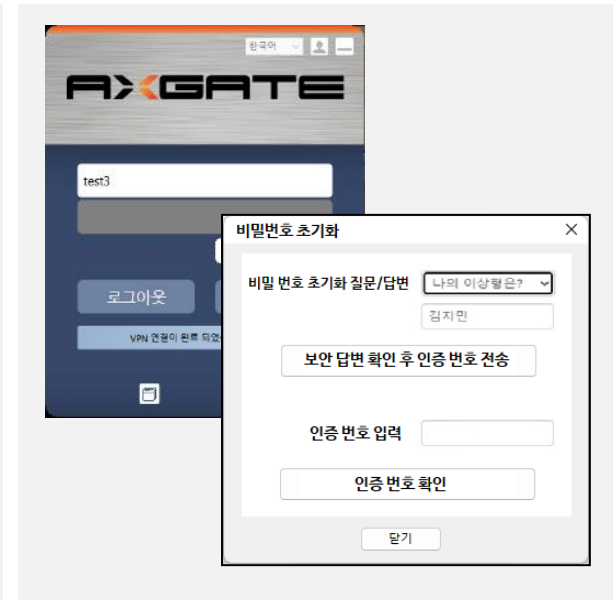 한국어
AXGATE
test3
로그아웃
VPN 연결이 완료 되었
비밀번호 초기화
비밀 번호 초기화 질문/답변
나의 이상형은?
김지민
보안 답변 확인 후 인증 번호 전송
인증 번호 입력
인증 번호 확인
닫기